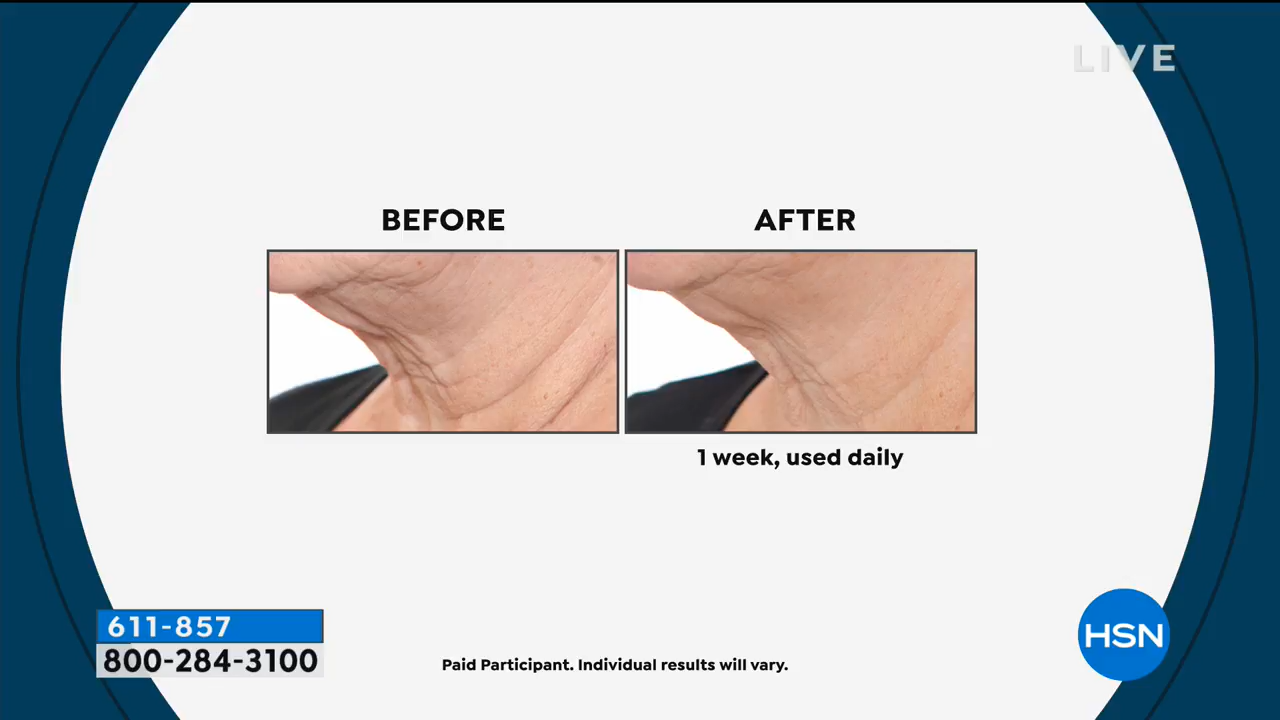 LIVE
BEFORE
AFTER
1 week, used daily
611-857
800-284-3100
Paid Participant. Individual results will vary.
HSN